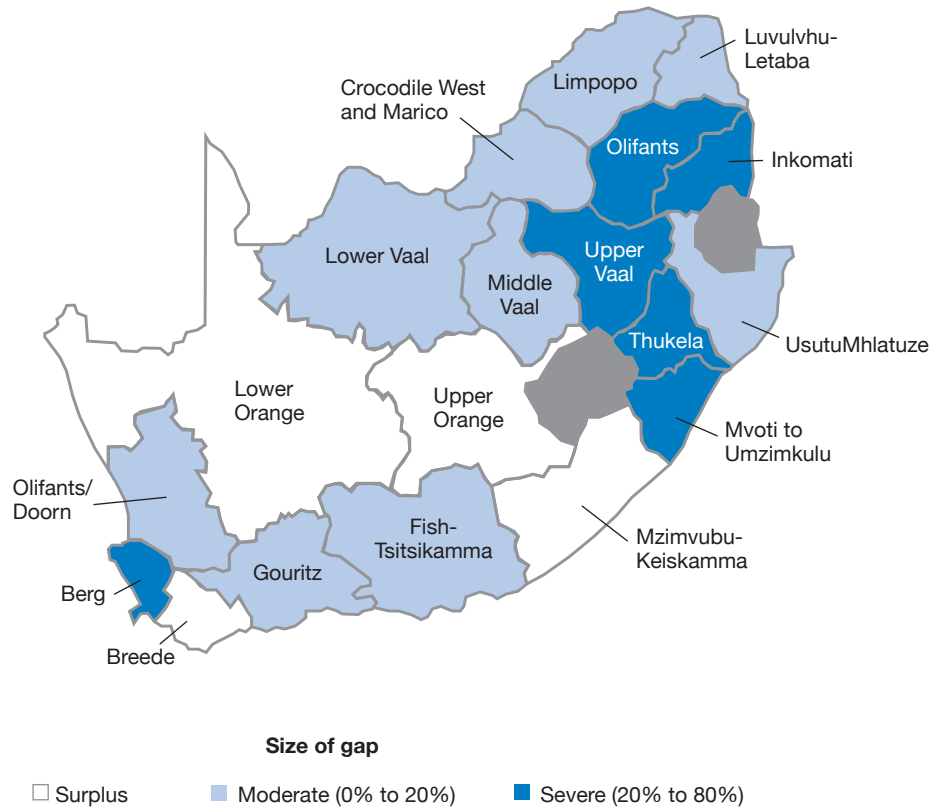 Luvulvhu-
Letaba
Limpopo
Crocodile West
and Marico
Olifants
Inkomati
Lower Vaal
Upper
Vaal
Middle
Vaal
Thukela
UsutuMhlatuze
Lower
Orange
Upper
Orange
Mvoti to
Umzimkulu
Olifants/
Doorn
Fish-
Tsitsikamma
Mzimvubu-
Keiskamma
Gouritz
Berg
Breede
Size of gap
Surplus
Moderate (0% to 20%)
Severe (20% to 80%)